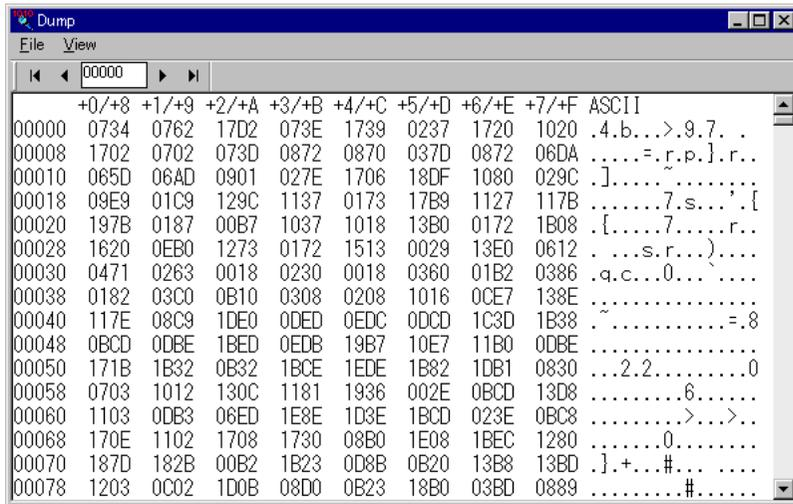 1010 Dump
File View
00000
+0/+8 +1/+9 +2/+A +3/+B +4/+C +5/+D +6/+E +7/+F ASCII
00000 0734 0762 17D2 073E 1739 0237 1720 1020 .4.b...>.9.7. .
00008 1702 0702 073D 0872 0870 037D 0872 06DA .....=.r.p.}.r..
00010 065D 06AD 0901 027E 1706 18DF 1080 029C .].....~........
00018 09E9 01C9 129C 1137 0173 17B9 1127 117B .......7.s...'.{
00020 197B 0187 00B7 1037 1018 13B0 0172 1B08 .{.....7.....r..
00028 1620 0EB0 1273 0172 1513 0029 13E0 0612 . ...s.r...)....
00030 0471 0263 0018 0230 0018 0360 01B2 0386 .q.c...0...`....
00038 0182 03C0 0B10 0308 0208 1016 0CE7 138E ................
00040 117E 08C9 1DE0 0DED 0EDC 0DCD 1C3D 1B38 .~...........=.8
00048 0BCD 0DBE 1BED 0EDB 19B7 10E7 11B0 0DBE ................
00050 171B 1B32 0B32 1BCE 1EDE 1B82 1DB1 0830 ...2.2.........0
00058 0703 1012 130C 1181 1936 002E 0BCD 13D8 .........6......
00060 1103 0DB3 06ED 1E8E 1D3E 1BCD 023E 0BC8 .........>...>..
00068 170E 1102 1708 1730 08B0 1E08 1BEC 1280 .......0........
00070 187D 182B 00B2 1B23 0D8B 0B20 13B8 13BD .}.+...#... ....
00078 1203 0C02 1D0B 08D0 0B23 18B0 03BD 0889 .........#......